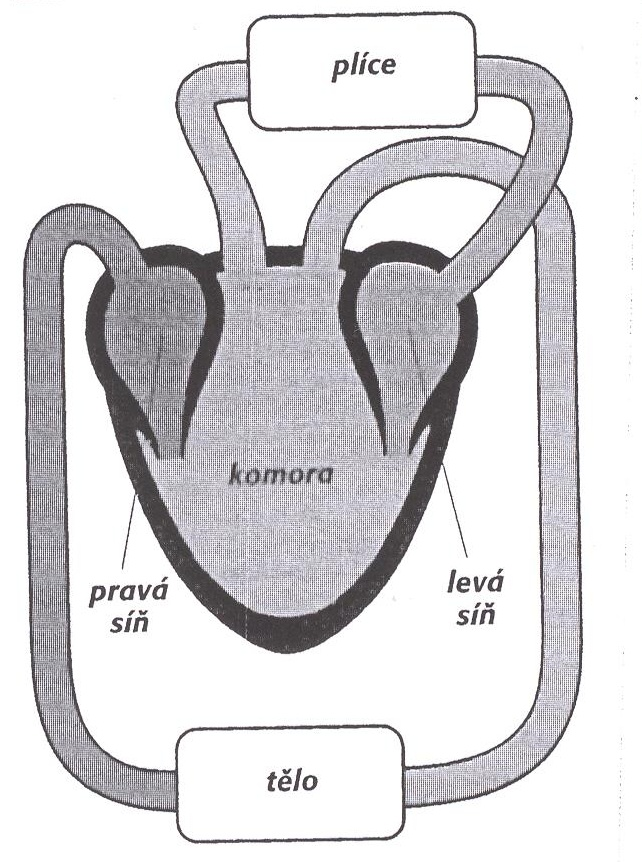 plíce
komora
pravá
síň
levá
síň
tělo